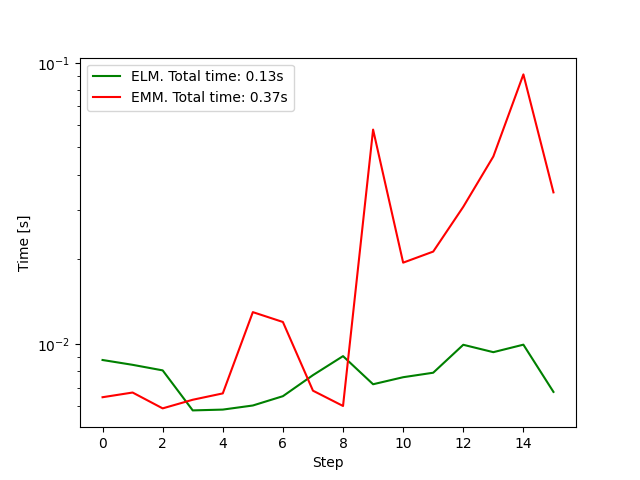 10⁻¹
ELM. Total time: 0.13s
EMM. Total time: 0.37s
Time [s]
10⁻²
0 2 4 6 8 10 12 14
Step